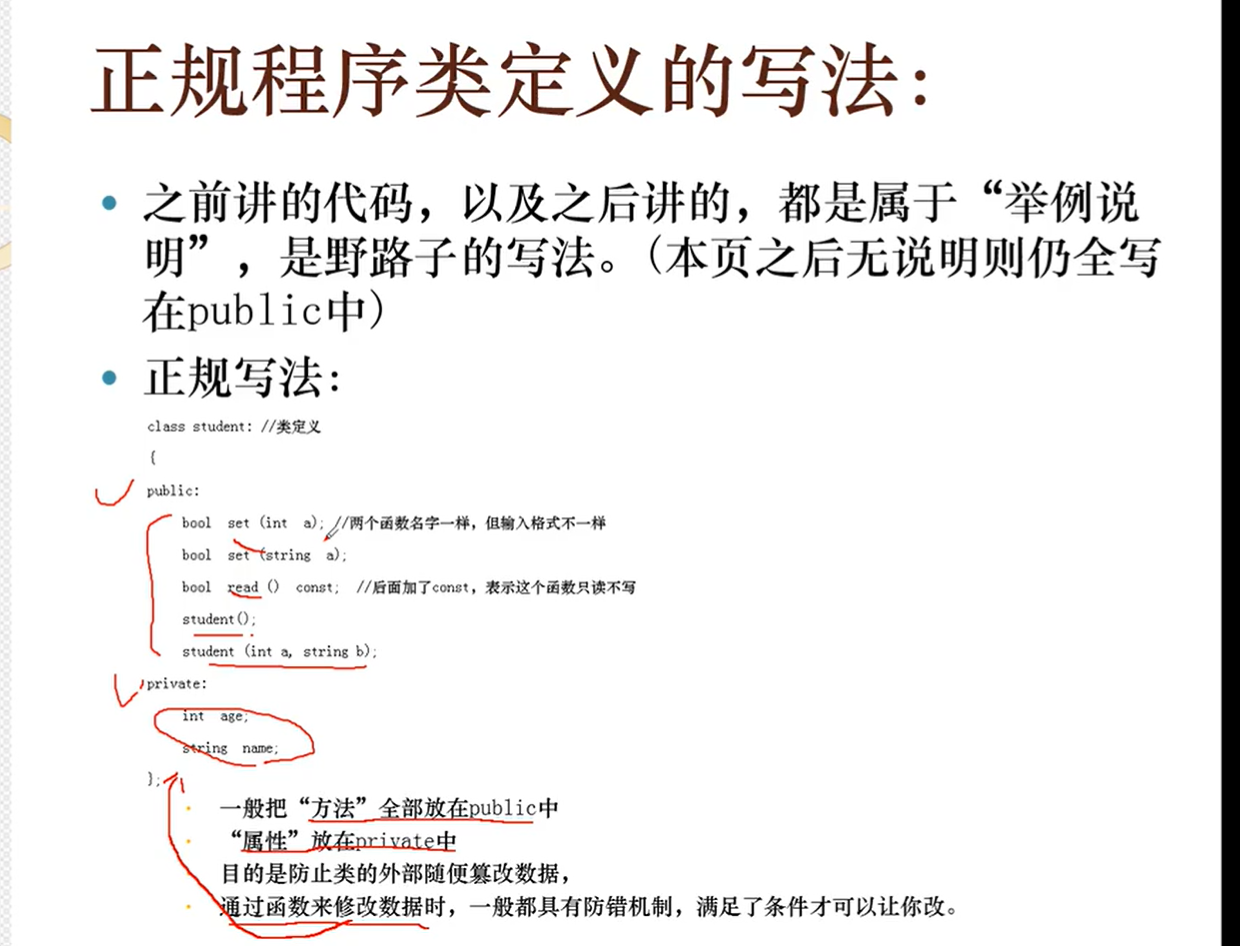 正规程序类定义的写法：
之前讲的代码，以及之后讲的，都是属于“举例说
明”，是野路子的写法。（本页之后无说明则仍全写
在public中）
正规写法：
class student: //类定义
{
public:
bool set (int a); //两个函数名字一样，但输入格式不一样
bool set (string a);
bool read () const; //后面加了const，表示这个函数只读不写
student();
student (int a, string b);
private:
int age;
string name;
};
一般把“方法”全部放在public中
“属性”放在private中
目的是防止类的外部随便篡改数据，
通过函数来修改数据时，一般都具有防错机制，满足了条件才可以让你改。